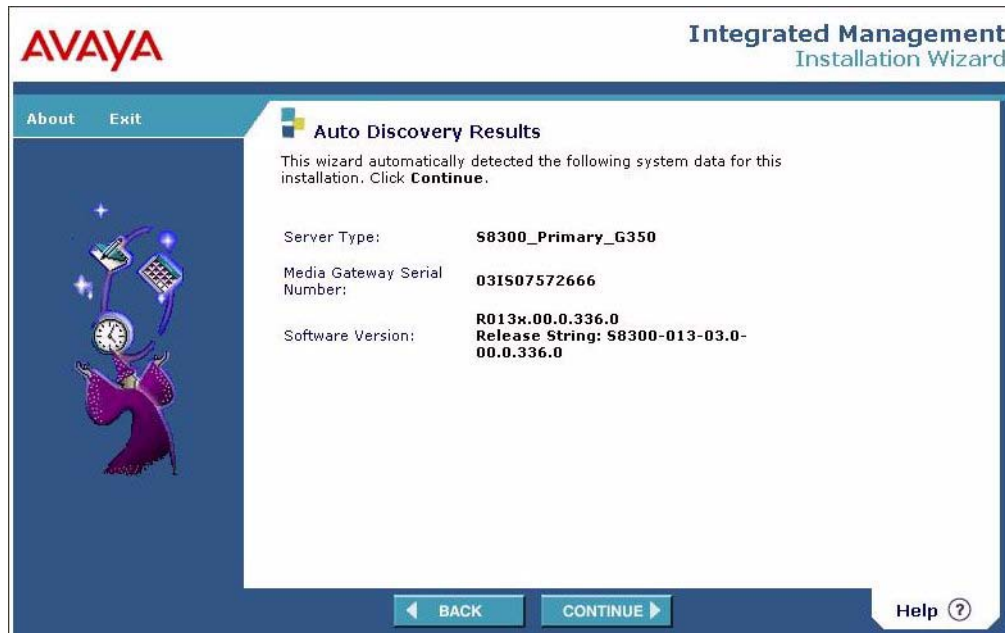 AVAYA
Integrated Management
Installation Wizard
About Exit
Auto Discovery Results
This wizard automatically detected the following system data for this
installation. Click Continue.
Server Type: S8300_Primary_G350
Media Gateway Serial
Number: 03IS07572666
Software Version: R013x.00.0.336.0
Release String: S8300-013-03.0-
00.0.336.0
BACK CONTINUE Help ?